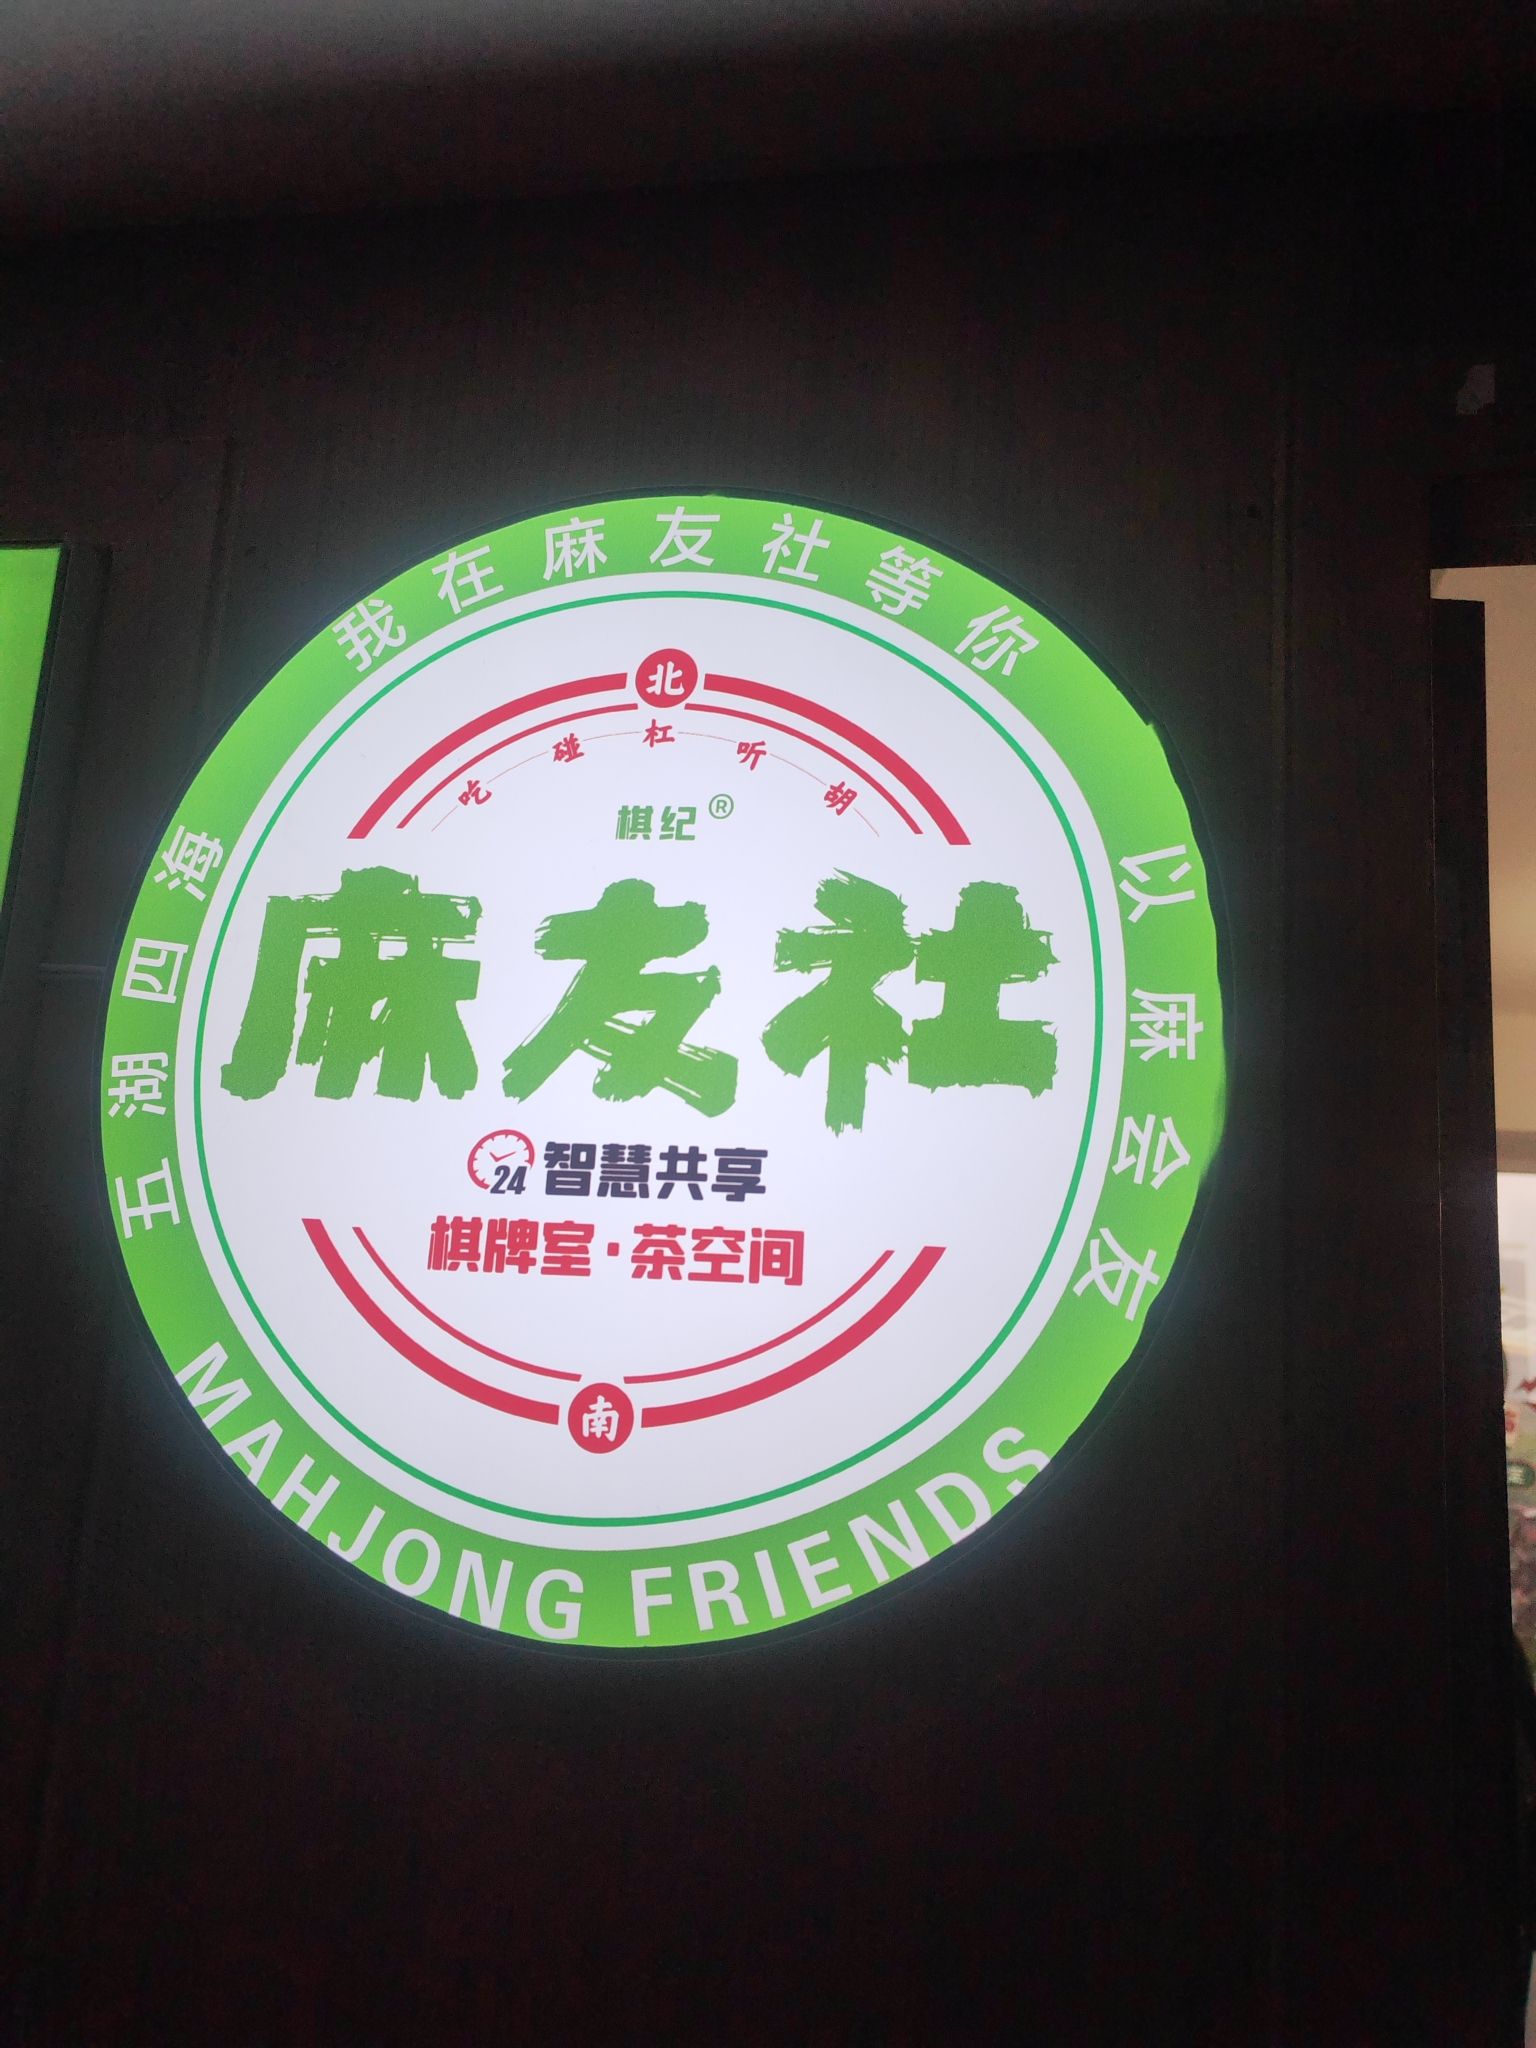 我在麻友社等你
五湖四海
以麻会友
北
吃碰杠听胡
棋纪®
麻友社
24 智慧共享
棋牌室·茶空间
南
MAHJONG FRIENDS